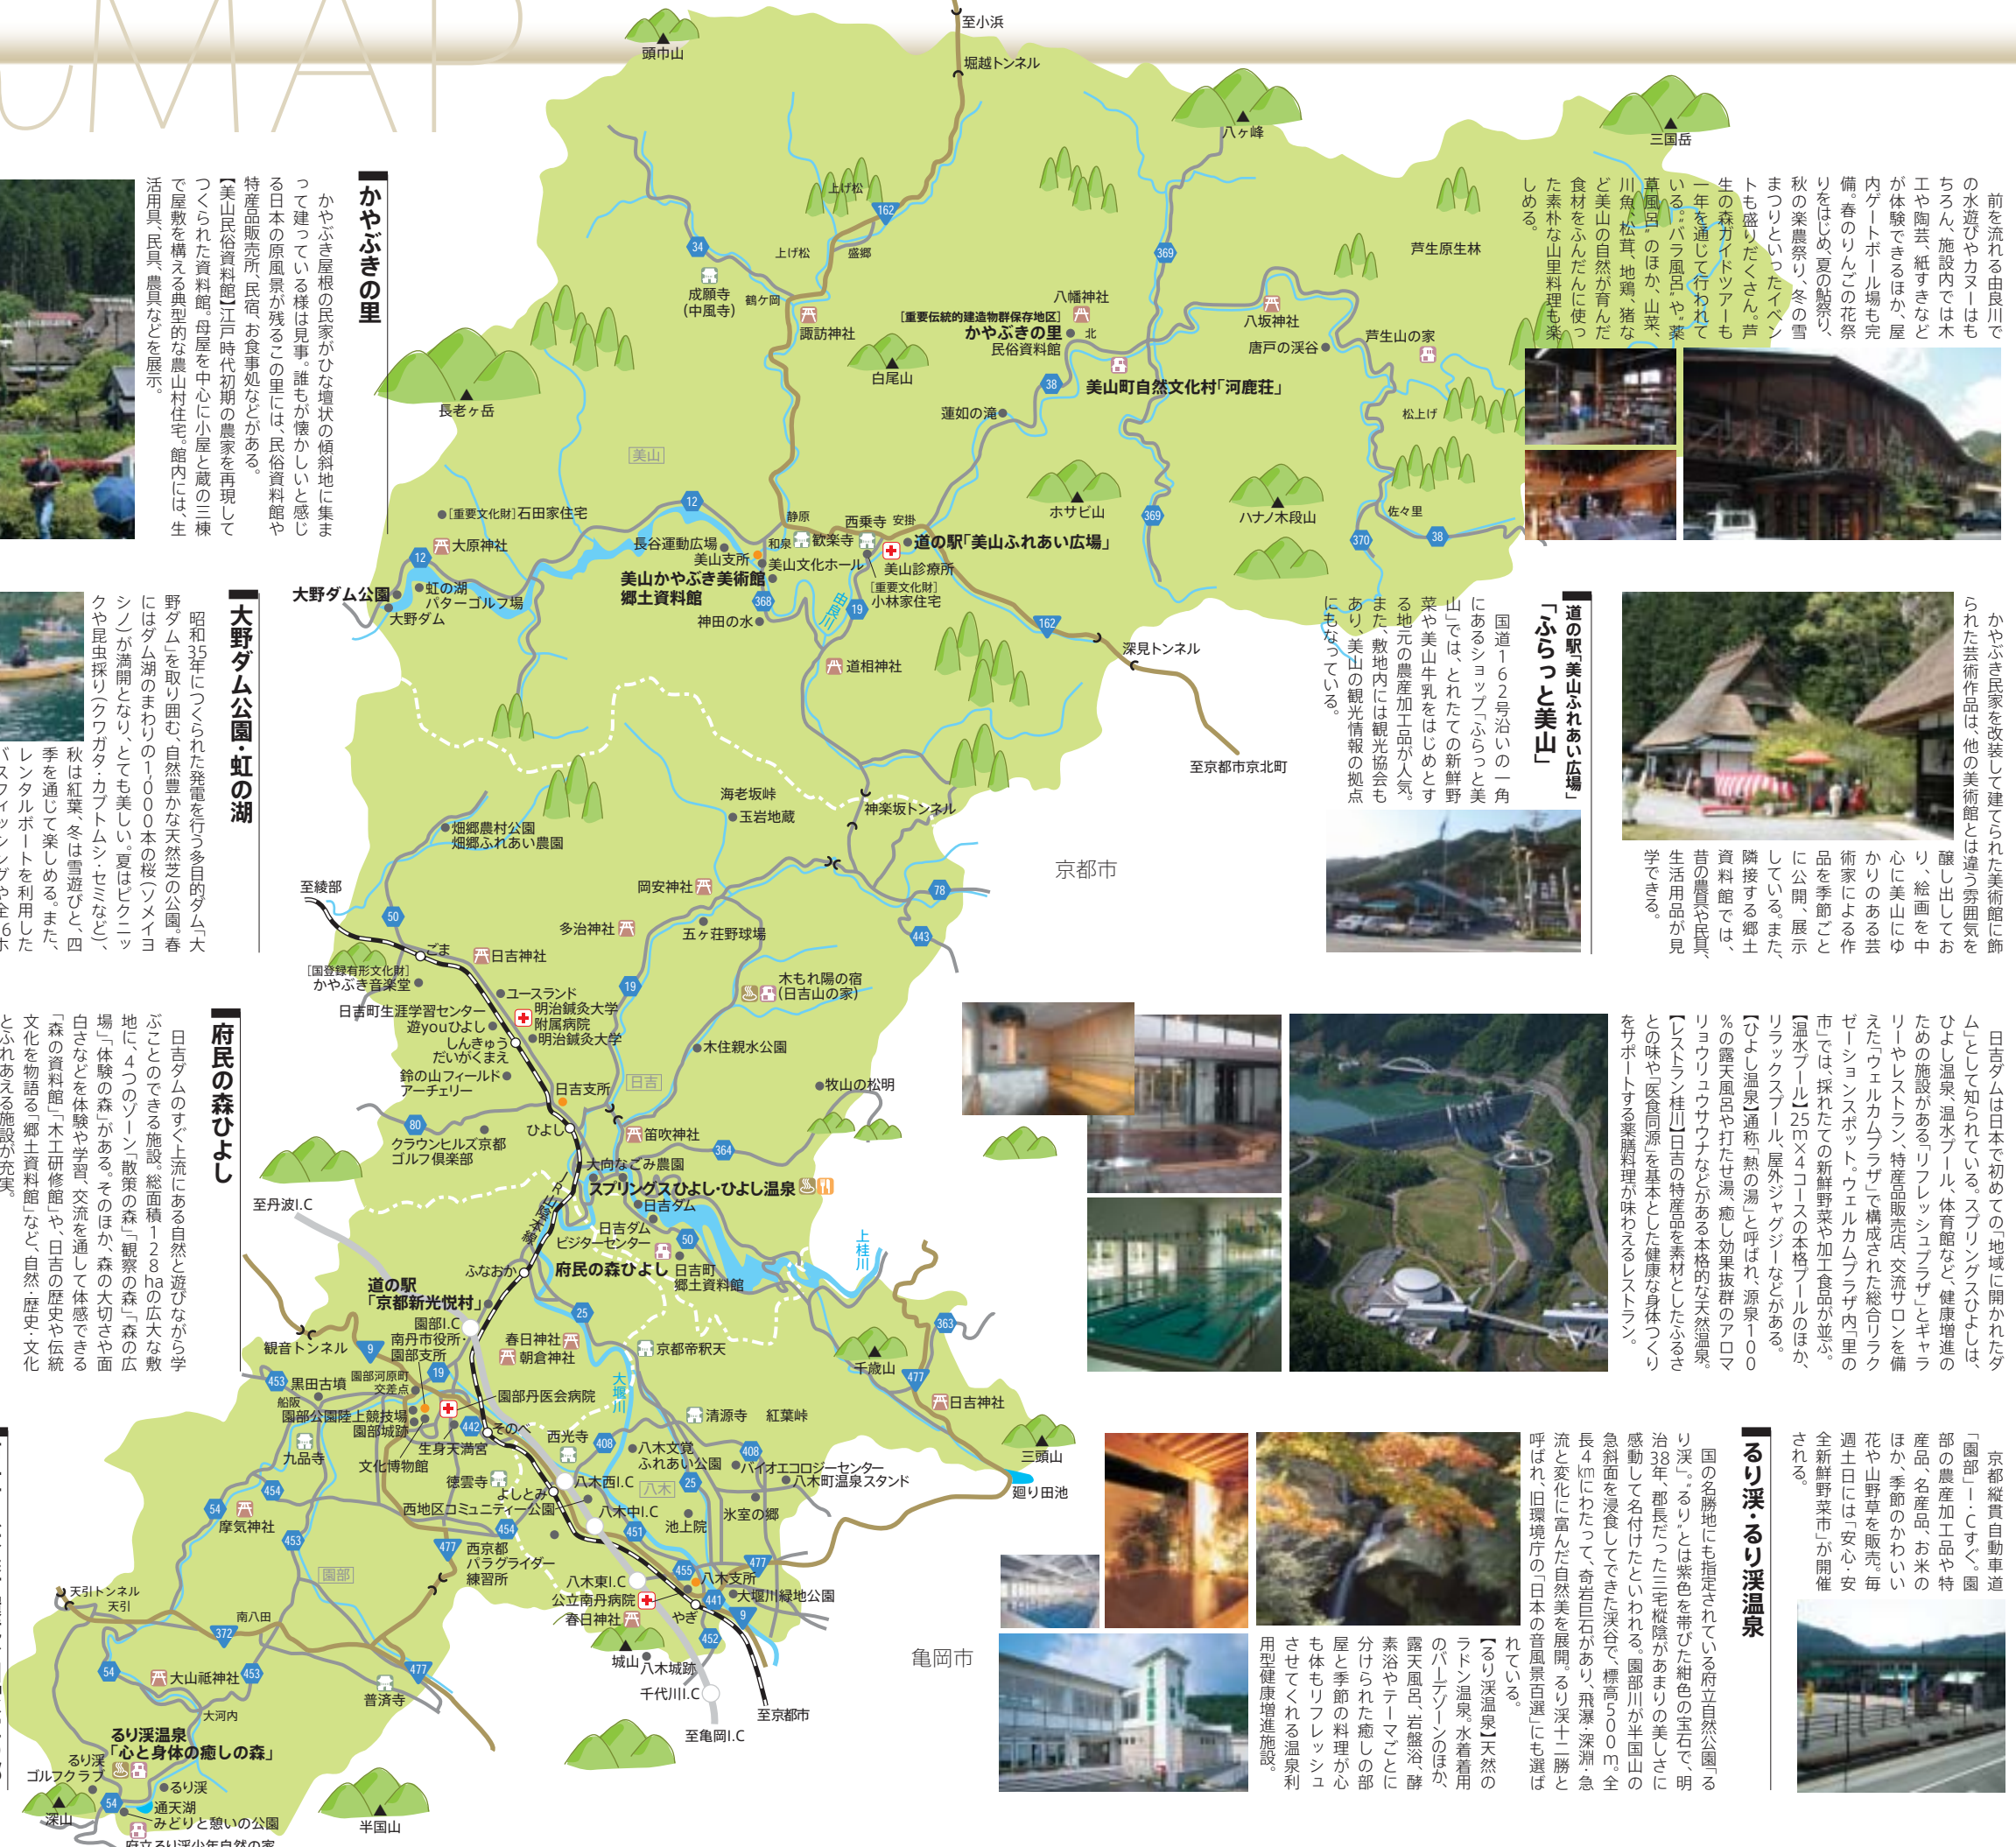 UMAP
かやぶきの里
かやぶき屋根の民家がひな壇状の傾斜地に集ま
って建っている様は見事。誰もが懐かしいと感じ
る日本の原風景が残るこの里には、民俗資料館や
特産品販売所、民宿、お食事処などがある。
【美山民俗資料館】江戸時代初期の農家を再現して
つくられた資料館。母屋を中心に小屋と蔵の三棟
で屋敷を構える典型的な農山村住宅。館内には、生
活用具、民具、農具などを展示。
大野ダム公園・虹の湖
昭和35年につくられた発電を行う多目的ダム「大
野ダム」を取り囲む、自然豊かな天然芝の公園。春
にはダム湖のまわりの1,000本の桜(ソメイヨ
シノ)が満開となり、とても美しい。夏はピクニッ
クや昆虫採り(クワガタ・カブトムシ・セミなど)、
秋は紅葉、冬は雪遊びと、四
季を通じて楽しめる。また、
レンタルボートを利用した
府民の森ひよし
日吉ダムのすぐ上流にある自然と遊びながら学
ぶことのできる施設。総面積128haの広大な敷
地に、4つのゾーン「散策の森」「観察の森」「森の広
場」「体験の森」がある。そのほか、森の大切さや面
白さなどを体験や学習、交流を通して体感できる
「森の資料館」「木工研修館」や、日吉の歴史や伝統
文化を物語る「郷土資料館」など、自然・歴史・文化
とふれあえる施設が充実。
前を流れる由良川で
の水遊びやカヌーはも
ちろん、施設内では木
工や陶芸、紙すきなど
が体験できるほか、屋
内ゲートボール場も完
備。春のりんごの花祭
りをはじめ、夏の鮎祭り、
秋の楽農祭り、冬の雪
まつりといったイベン
トも盛りだくさん。芦
生の森ガイドツアーも
一年を通じて行われて
いる。“バラ風呂”や“薬
草風呂”のほか、山菜、
川魚、松茸、地鶏、猪な
ど美山の自然が育んだ
食材をふんだんに使っ
た素朴な山里料理も楽
しめる。
道の駅「美山ふれあい広場」
「ふらっと美山」
国道162号沿いの一角
にあるショップ「ふらっと美
山」では、とれたての新鮮野
菜や美山牛乳をはじめとす
る地元の農産加工品が人気。
また、敷地内には観光協会も
あり、美山の観光情報の拠点
にもなっている。
かやぶき民家を改装して建てられた美術館に飾
られた芸術作品は、他の美術館とは違う雰囲気を
醸し出してお
り、絵画を中
心に美山にゆ
かりのある芸
術家による作
品を季節ごと
に公開、展示
している。また、
隣接する郷土
資料館では、
昔の農具や民具、
生活用品が見
学できる。
日吉ダムは日本で初めての「地域に開かれたダ
ム」として知られている。スプリングスひよしは、
ひよし温泉、温水プール、体育館など、健康増進の
ための施設がある「リフレッシュプラザ」とギャラ
リーやレストラン、特産品販売店、交流サロンを備
えた「ウェルカムプラザ」で構成された総合リラク
ゼーションスポット。ウェルカムプラザ内「里の
市」では、採れたての新鮮野菜や加工食品が並ぶ。
【温水プール】25m×4コースの本格プールのほか、
リラックスプール、屋外ジャグジーなどがある。
【ひよし温泉】通称「熱の湯」と呼ばれ、源泉100
%の露天風呂や打たせ湯、癒し効果抜群のアロマ
リョウリュウサウナなどがある本格的な天然温泉。
【レストラン桂川】日吉の特産品を素材としたふるさ
との味や「医食同源」を基本とした健康な身体つくり
をサポートする薬膳料理が味わえるレストラン。
京都縦貫自動車道
「園部」I・Cすぐ。園
部の農産加工品や特
産品、名産品、お米の
ほか、季節のかわいい
花や山野草を販売。毎
週土日には「安心・安
全新鮮野菜市」が開催
される。
るり渓・るり渓温泉
国の名勝地にも指定されている府立自然公園「る
り渓」。“るり”とは紫色を帯びた紺色の宝石で、明
治38年、郡長だった三宅樅陰があまりの美しさに
感動して名付けたといわれる。園部川が半国山の
急斜面を浸食してできた渓谷で、標高500m。全
長4kmにわたって、奇岩巨石があり、飛瀑・深淵・急
流と変化に富んだ自然美を展開。るり渓十二勝と
呼ばれ、旧環境庁の「日本の音風景百選」にも選ば
れている。
【るり渓温泉】天然の
ラドン温泉。水着着用
のバーデゾーンのほか、
露天風呂、岩盤浴、酵
素浴やテーマごとに
分けられた癒しの部
屋と季節の料理が心
も体もリフレッシュ
させてくれる温泉利
用型健康増進施設。
至小浜
頭巾山
堀越トンネル
八ヶ峰
三国岳
上げ松
162
34
369
芦生原生林
上げ松
盛郷
成願寺
(中風寺)
鶴ケ岡
諏訪神社
八幡神社
[重要伝統的建造物群保存地区]
かやぶきの里
北
民俗資料館
八坂神社
唐戸の渓谷
芦生山の家
白尾山
38
美山町自然文化村「河鹿荘」
長老ヶ岳
蓮如の滝
松上げ
美山
ホサビ山
ハナノ木段山
佐々里
369
370
38
[重要文化財]石田家住宅
12
静原
西乗寺
安掛
大原神社
12
長谷運動広場
美山支所
和泉
歓楽寺
道の駅「美山ふれあい広場」
美山文化ホール
美山診療所
美山かやぶき美術館
郷土資料館
[重要文化財]
小林家住宅
大野ダム公園
虹の湖
パターゴルフ場
大野ダム
368
由良川
19
神田の水
162
深見トンネル
道相神社
至京都市京北町
海老坂峠
玉岩地蔵
神楽坂トンネル
畑郷農村公園
畑郷ふれあい農園
京都市
至綾部
岡安神社
78
50
多治神社
五ヶ荘野球場
443
ごま
日吉神社
[国登録有形文化財]
かやぶき音楽堂
19
木もれ陽の宿
(日吉山の家)
ユースランド
日吉町生涯学習センター
遊youひよし
明治鍼灸大学
附属病院
明治鍼灸大学
しんきゅう
だいがくまえ
木住親水公園
鈴の山フィールド
アーチェリー
日吉支所
日吉
牧山の松明
80
クラウンヒルズ京都
ゴルフ倶楽部
ひよし
笛吹神社
364
大向なごみ農園
スプリングスひよし・ひよし温泉
日吉ダム
至丹波I.C
JR山陰本線
日吉ダム
ビジターセンター
50
上桂川
ふなおか
府民の森ひよし
日吉町
郷土資料館
道の駅
「京都新光悦村」
25
363
園部I.C
観音トンネル
9
南丹市役所・
園部支所
春日神社
朝倉神社
京都帝釈天
千歳山
477
453
黒田古墳
園部河原町
交差点
19
大堰川
日吉神社
船阪
園部公園陸上競技場
園部城跡
園部丹医会病院
清源寺
紅葉峠
442
そのべ
生身天満宮
西光寺
408
八木文覚
ふれあい公園
408
三頭山
九品寺
文化博物館
徳雲寺
バイオエコロジーセンター
八木町温泉スタンド
廻り田池
454
よしとみ
八木西I.C
八木
25
54
摩気神社
西地区コミュニティー公園
八木中I.C
氷室の郷
池上院
453
454
451
477
西京都
パラグライダー
練習所
園部
455
477
八木支所
天引トンネル
天引
八木東I.C
公立南丹病院
大堰川緑地公園
441
南八田
やぎ
9
372
春日神社
452
亀岡市
城山
八木城跡
54
大山祗神社
453
477
普済寺
千代川I.C
大河内
至京都市
至亀岡I.C
るり渓温泉
「心と身体の癒しの森」
るり渓
ゴルフクラブ
るり渓
深山
54
通天湖
みどりと憩いの公園
府立るり渓少年自然の家
半国山